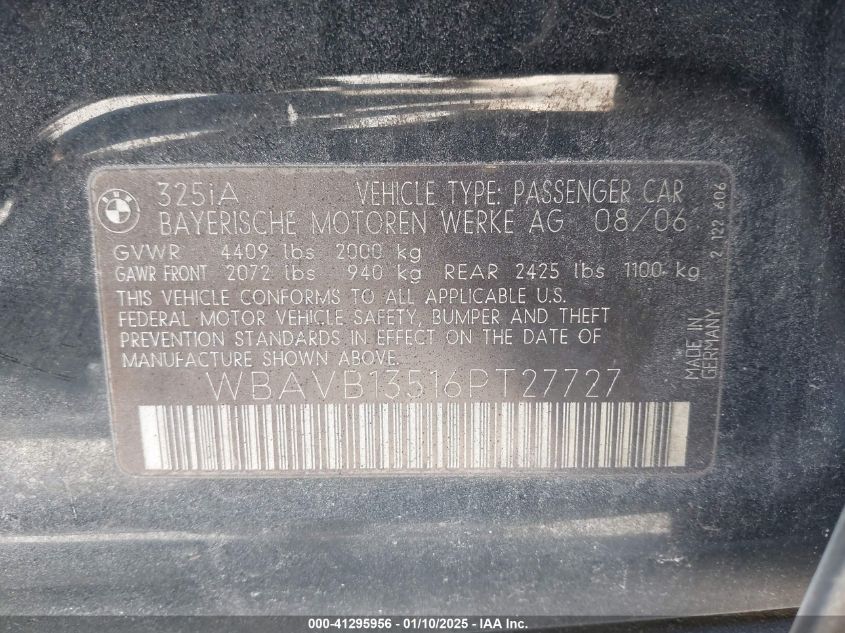 BMW
325iA VEHICLE TYPE: PASSENGER CAR
BAYERISCHE MOTOREN WERKE AG 08/06
GVWR 4409 lbs 2000 kg
GAWR FRONT 2072 lbs 940 kg REAR 2425 lbs 1100 kg
THIS VEHICLE CONFORMS TO ALL APPLICABLE U.S.
FEDERAL MOTOR VEHICLE SAFETY, BUMPER AND THEFT
PREVENTION STANDARDS IN EFFECT ON THE DATE OF
MANUFACTURE SHOWN ABOVE.
WBAVB13516PT27727
MADE IN
GERMANY
2 122 606
000-41295956 - 01/10/2025 - IAA Inc.